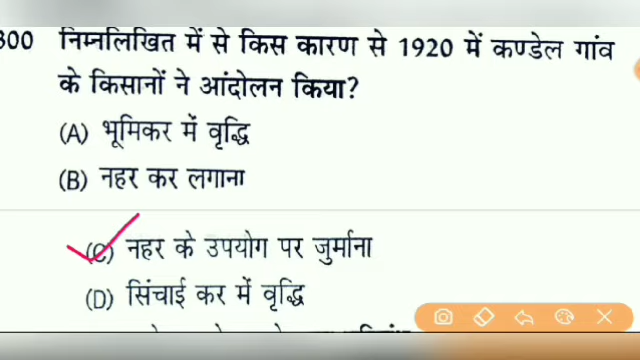 300 निम्नलिखित में से किस कारण से 1920 में कण्डेल गांव
के किसानों ने आंदोलन किया?
(A) भूमिकर में वृद्धि
(B) नहर कर लगाना
(C) नहर के उपयोग पर जुर्माना
(D) सिंचाई कर में वृद्धि